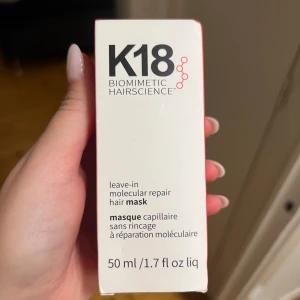 K18
BIOMIMETIC
HAIRSCIENCE
leave-in
molecular repair
hair mask
masque capillaire
sans rincage
à réparation moléculaire
50 ml /1.7 fl oz liq